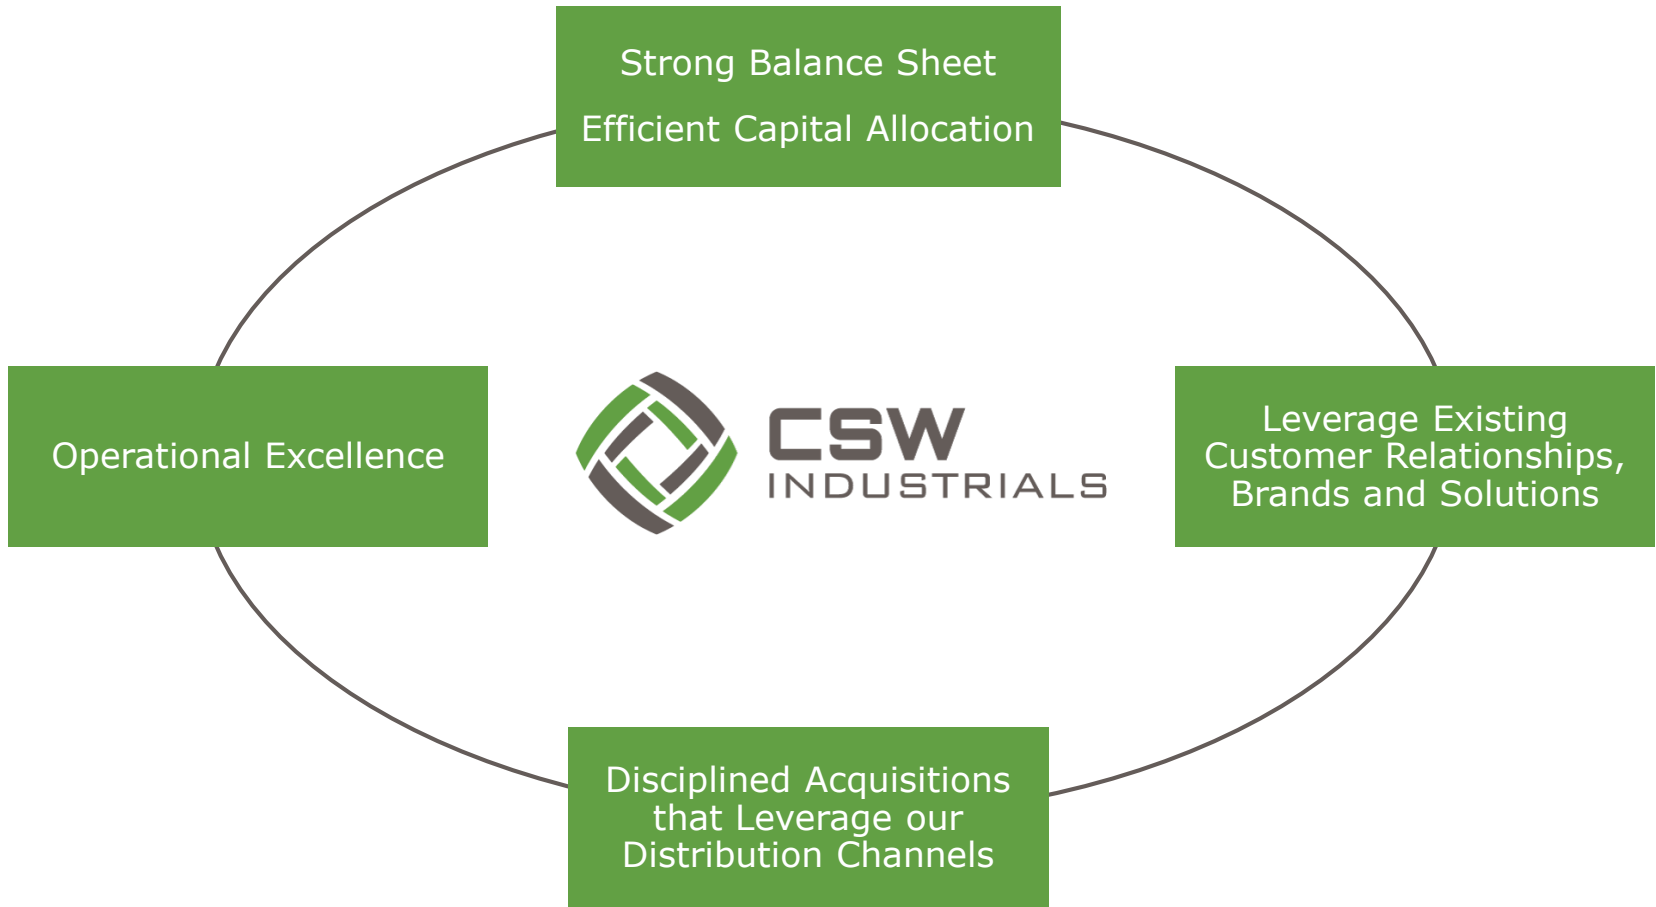 Strong Balance Sheet
Efficient Capital Allocation
Operational Excellence
CSW
INDUSTRIALS
Leverage Existing
Customer Relationships,
Brands and Solutions
Disciplined Acquisitions
that Leverage our
Distribution Channels